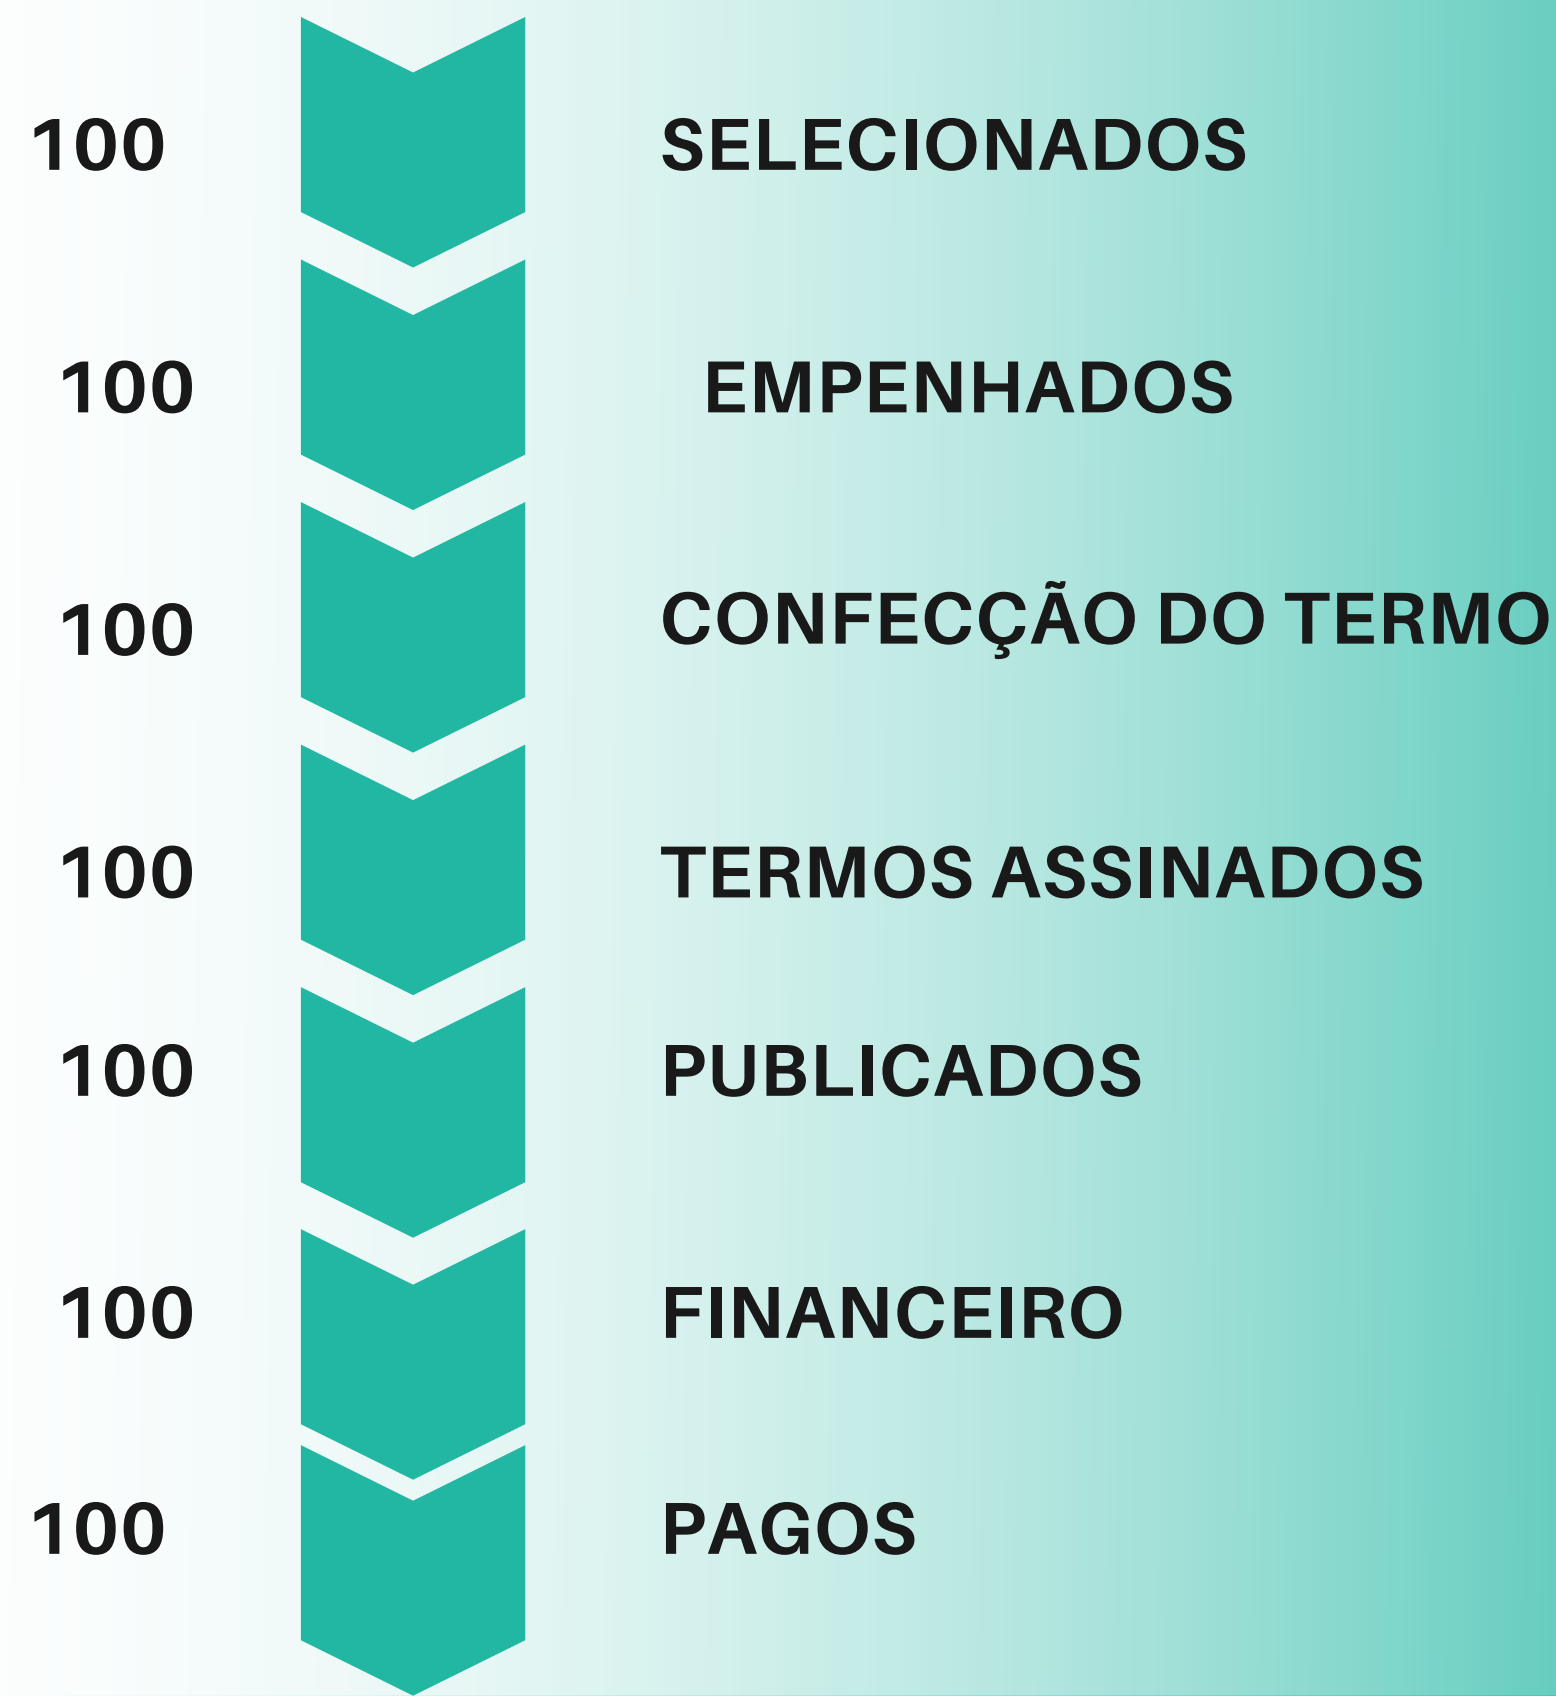 100 SELECIONADOS
100 EMPENHADOS
100 CONFECÇÃO DO TERMO
100 TERMOS ASSINADOS
100 PUBLICADOS
100 FINANCEIRO
100 PAGOS